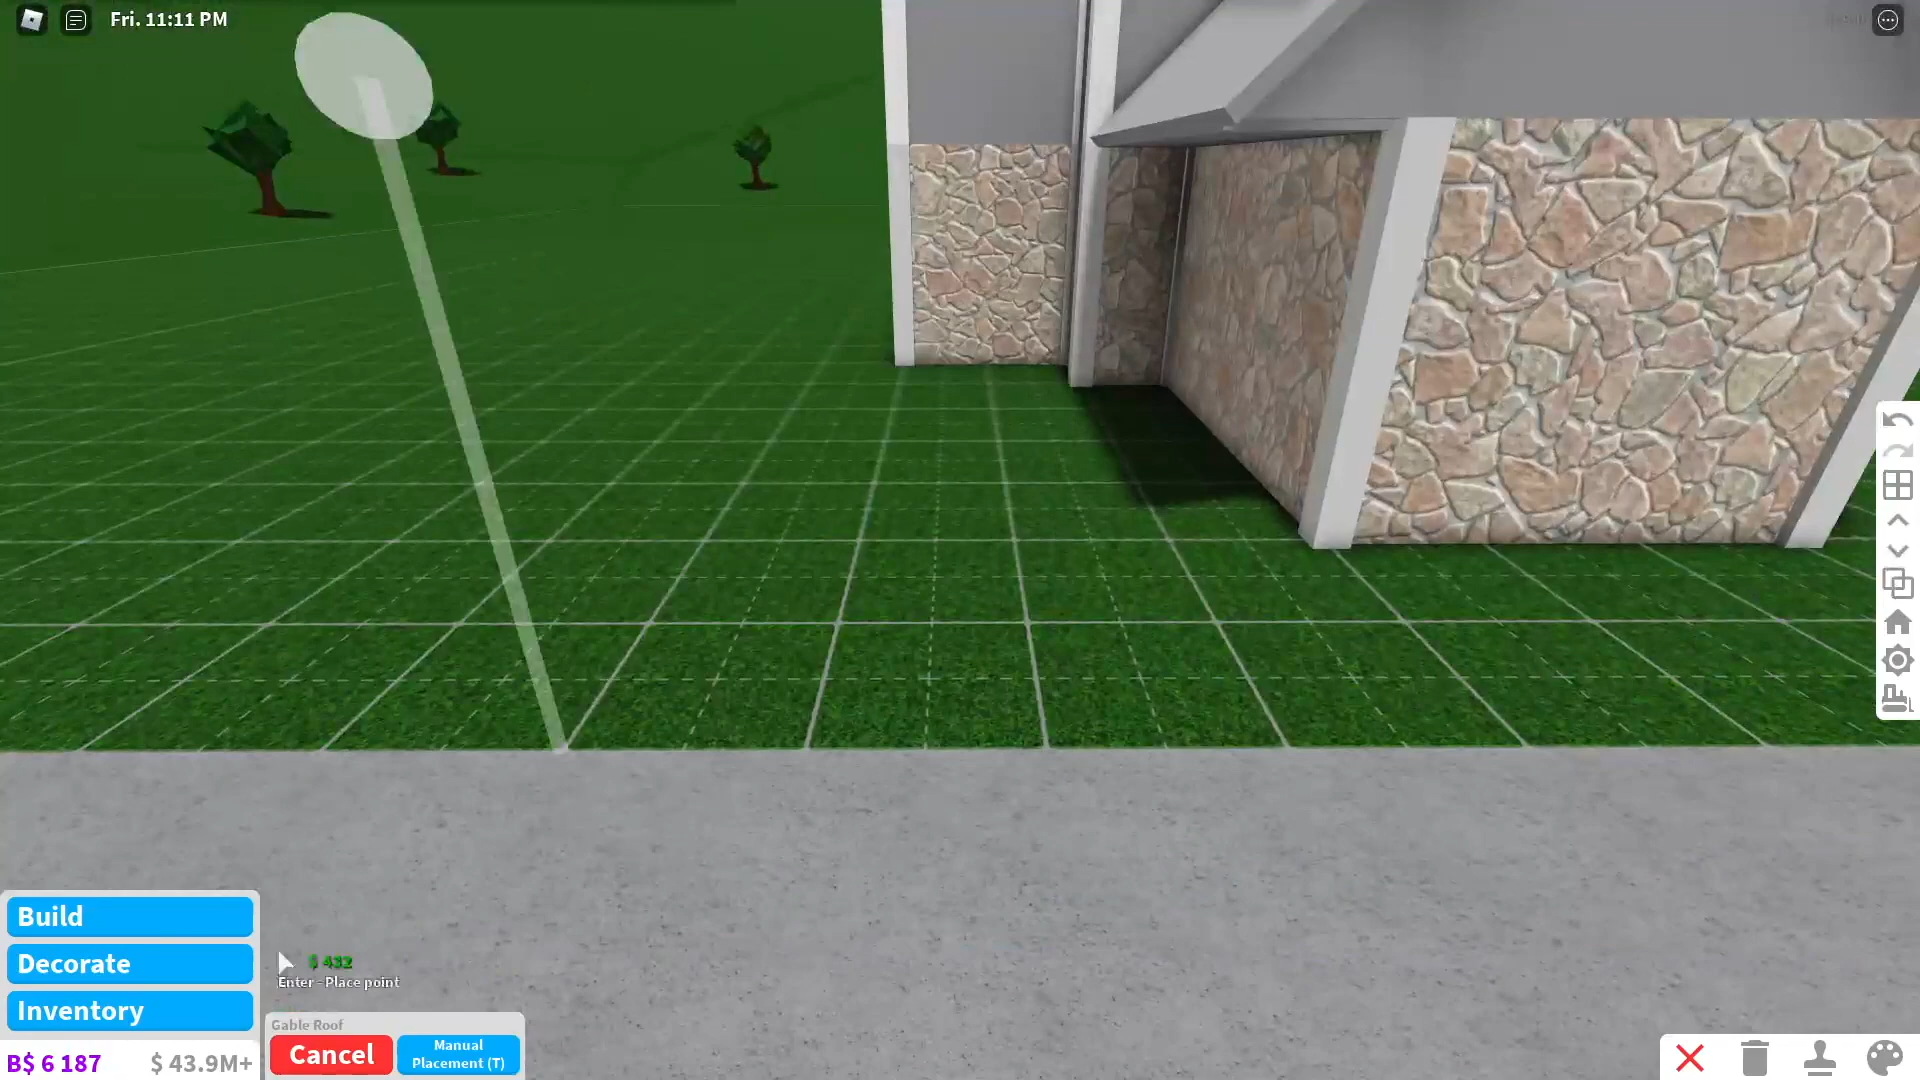 Fri. 11:11 PM
Build
Decorate
Inventory
B$ 6 187
$ 43.9M+
$ 432
Enter - Place point
Gable Roof
Cancel
Manual
Placement (T)